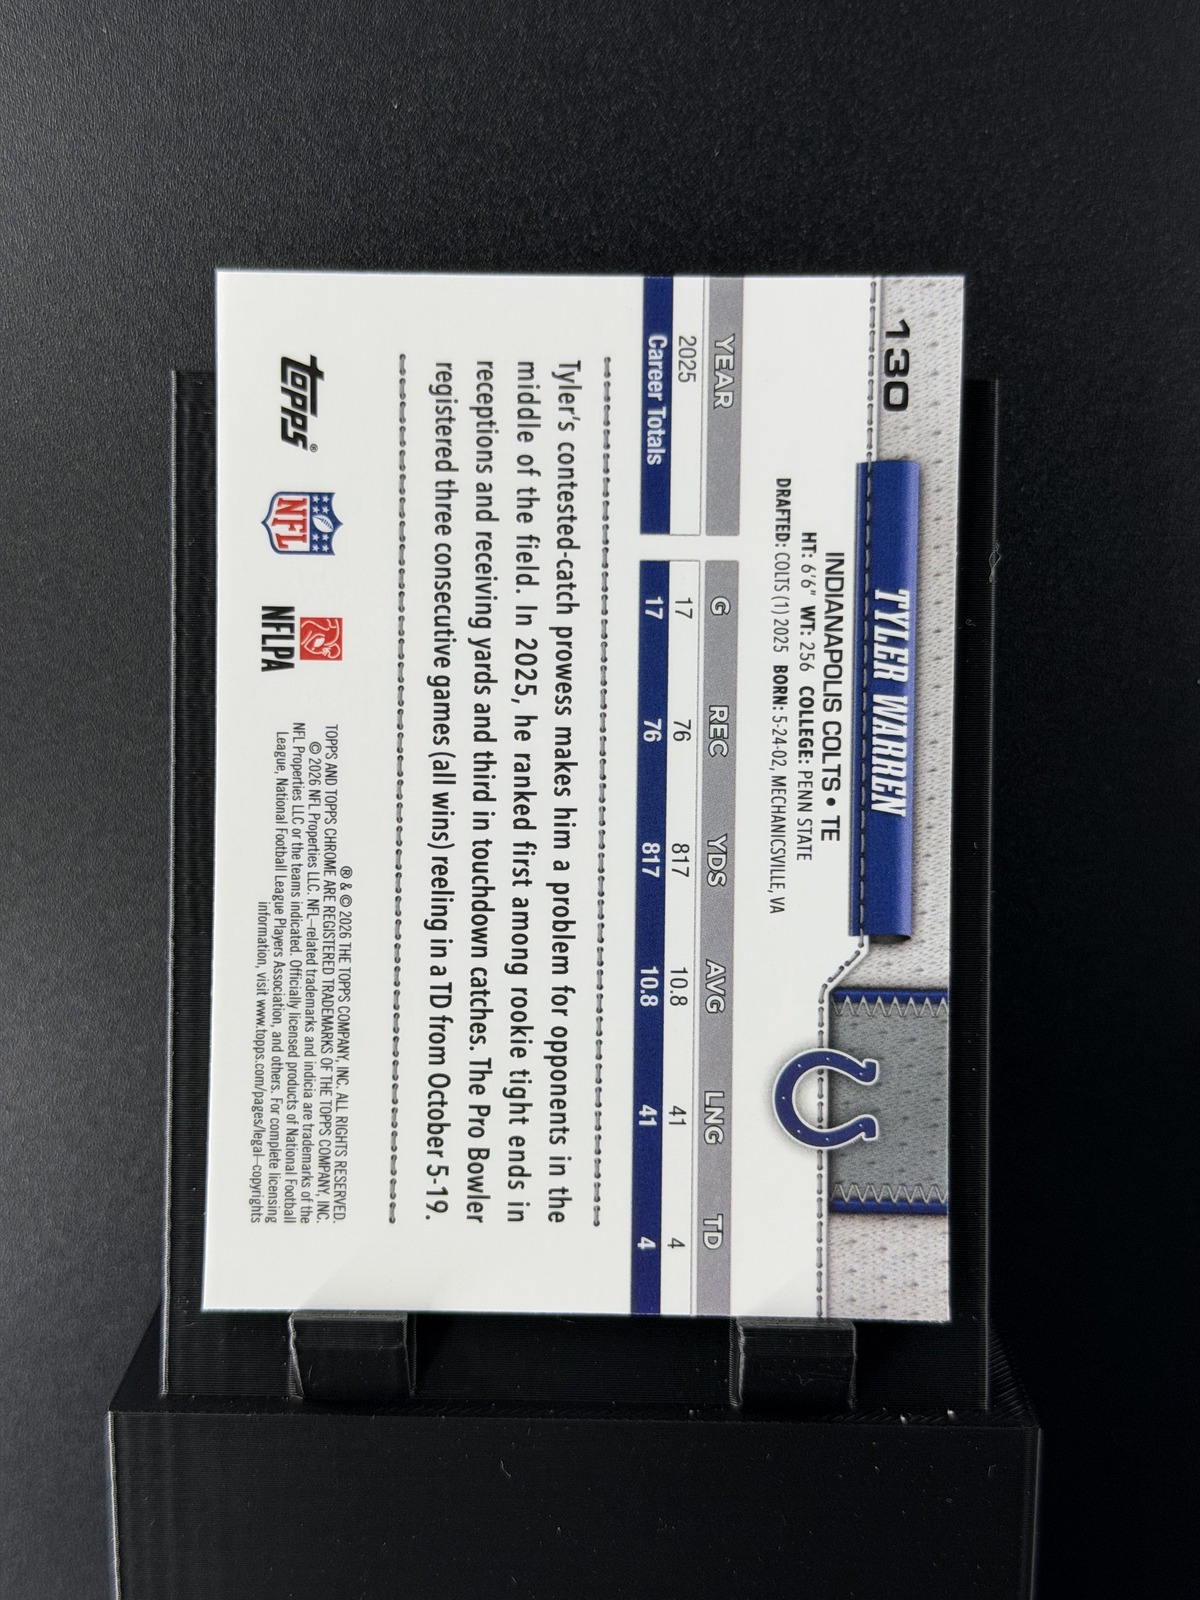 130
TYLER WARREN
INDIANAPOLIS COLTS • TE
HT: 6'6" WT: 256 COLLEGE: PENN STATE
DRAFTED: COLTS (1) 2025 BORN: 5-24-02, MECHANICSVILLE, VA
YEAR G REC YDS AVG LNG TD
2025 17 76 817 10.8 41 4
Career Totals 17 76 817 10.8 41 4
Tyler's contested-catch prowess makes him a problem for opponents in the
middle of the field. In 2025, he ranked first among rookie tight ends in
receptions and receiving yards and third in touchdown catches. The Pro Bowler
registered three consecutive games (all wins) reeling in a TD from October 5-19.
topps®
NFL
NFLPA
® & © 2026 THE TOPPS COMPANY, INC. ALL RIGHTS RESERVED.
TOPPS AND TOPPS CHROME ARE REGISTERED TRADEMARKS OF THE TOPPS COMPANY, INC.
© 2026 NFL Properties LLC. NFL-related trademarks and indicia are trademarks of the
NFL Properties LLC or the teams indicated. Officially licensed products of National Football
League, National Football League Players Association, and others. For complete licensing
information, visit www.topps.com/pages/legal-copyrights